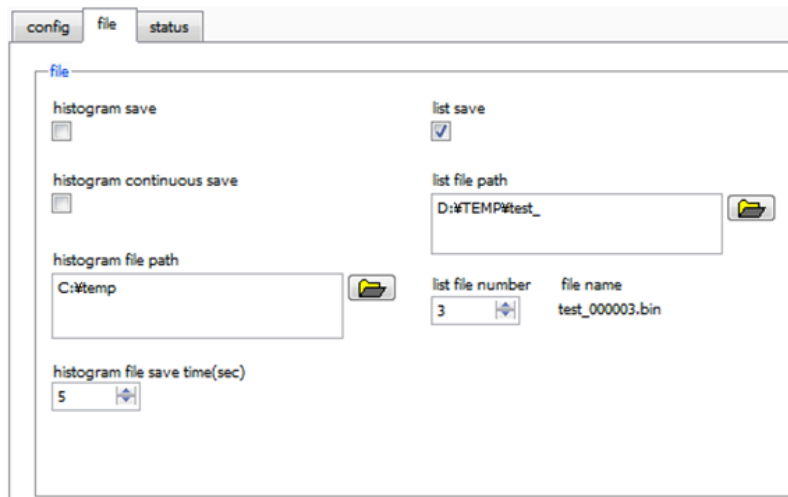 config file status
file
histogram save
list save
histogram continuous save
list file path
D:¥TEMP¥test_
histogram file path
C:¥temp
list file number file name
3 test_000003.bin
histogram file save time(sec)
5